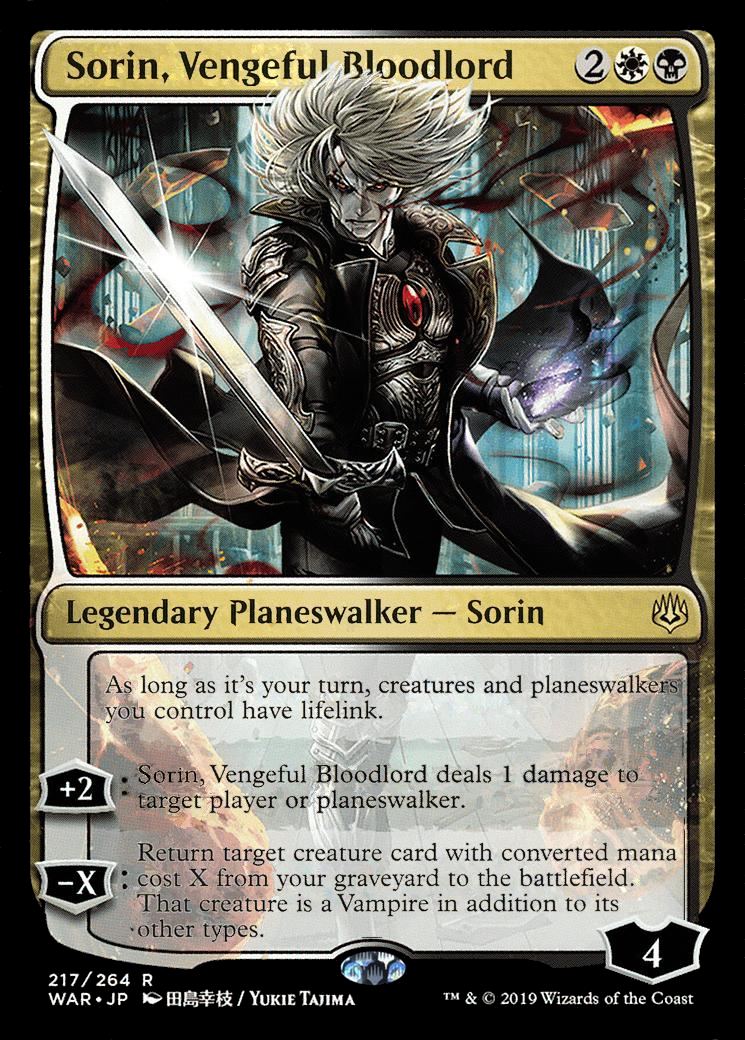 Sorin, Vengeful Bloodlord 2
Legendary Planeswalker — Sorin
As long as it's your turn, creatures and planeswalkers
you control have lifelink.
+2 : Sorin, Vengeful Bloodlord deals 1 damage to
target player or planeswalker.
−X : Return target creature card with converted mana
cost X from your graveyard to the battlefield.
That creature is a Vampire in addition to its
other types.
4
217/264 R
WAR • JP 田島幸枝 / Yukie Tajima
™ & © 2019 Wizards of the Coast